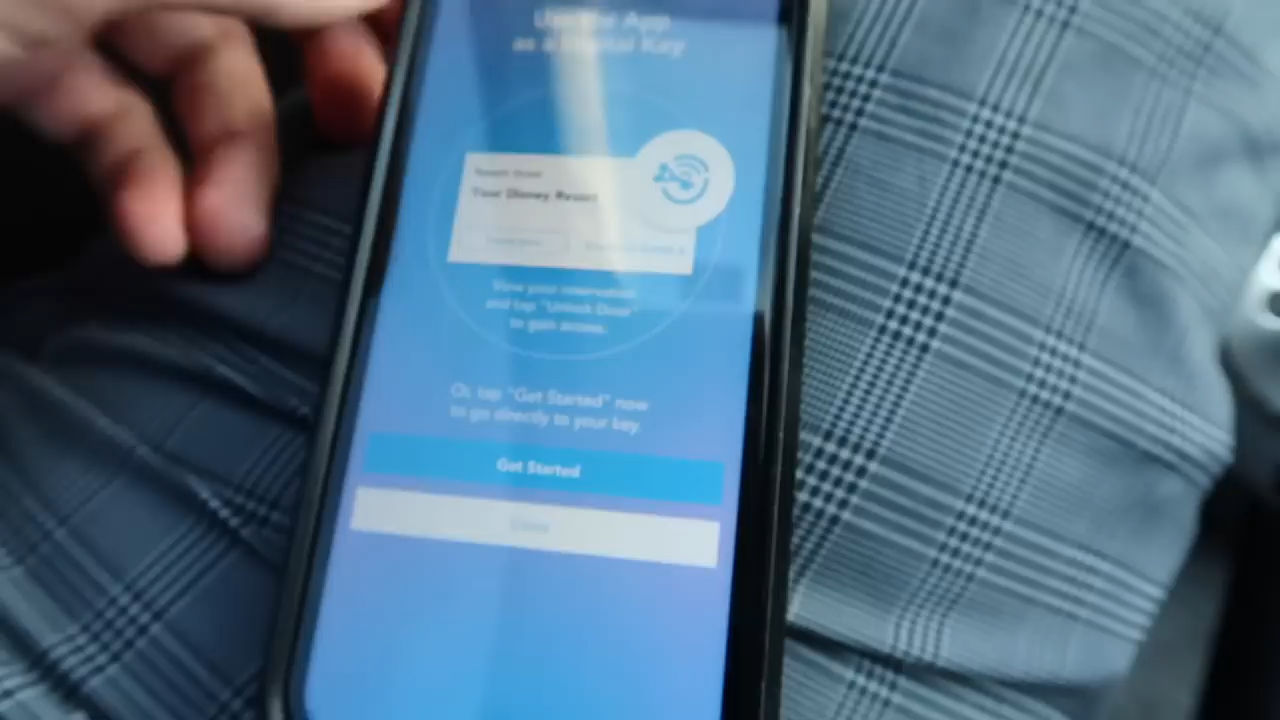 Use the App
as a Digital Key
Your Disney Resort
View your reservation
and tap "Unlock Door"
to gain access.
Or, tap "Get Started" now
to go directly to your key.
Get Started
Close